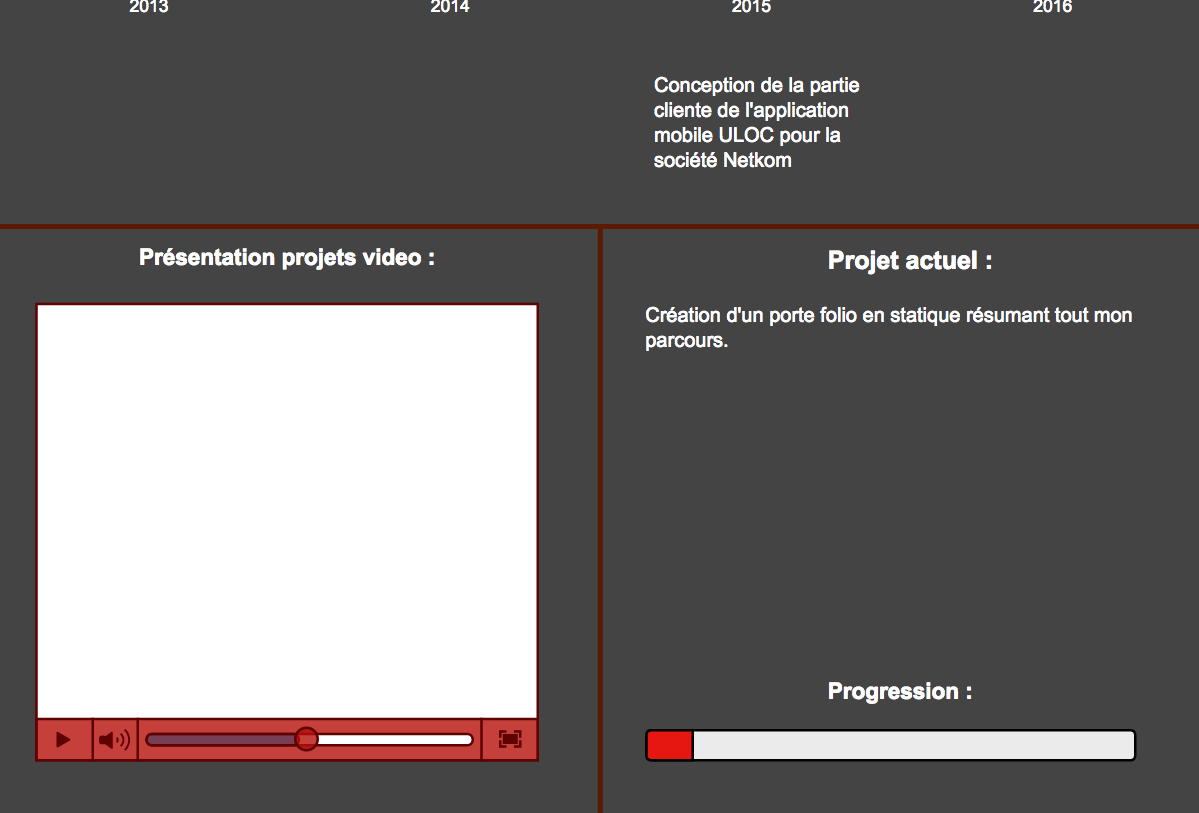 2013 2014 2015 2016
Conception de la partie
cliente de l'application
mobile ULOC pour la
société Netkom
Présentation projets video :
Projet actuel :
Création d'un porte folio en statique résumant tout mon
parcours.
Progression :